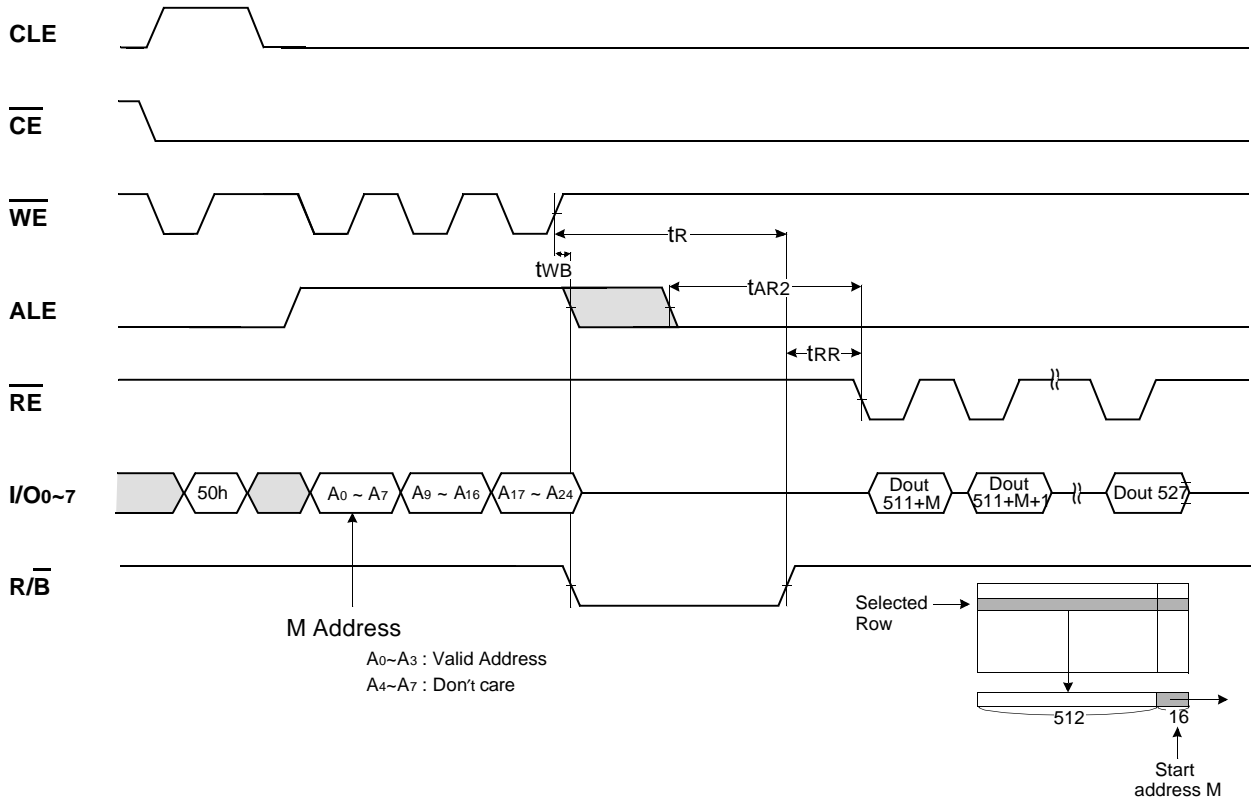 CLE
CE
WE
tR
tWB
ALE
tAR2
tRR
RE
I/O0~7
50h
A0 ~ A7
A9 ~ A16
A17 ~ A24
Dout
511+M
Dout
511+M+1
Dout 527
R/B
M Address
A0~A3 : Valid Address
A4~A7 : Don't care
Selected
Row
512
16
Start
address M